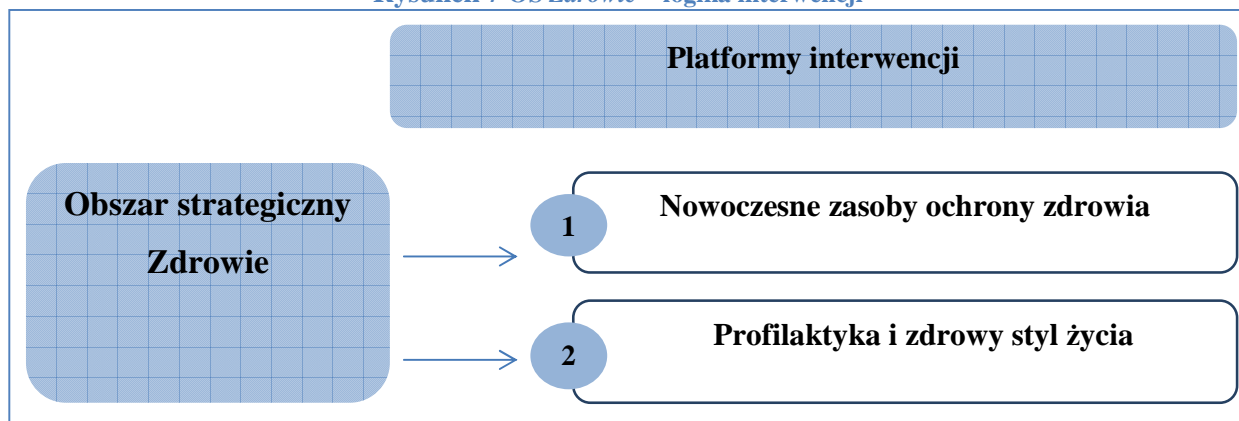 Platformy interwencji
Obszar strategiczny
Zdrowie
1
Nowoczesne zasoby ochrony zdrowia
2
Profilaktyka i zdrowy styl życia